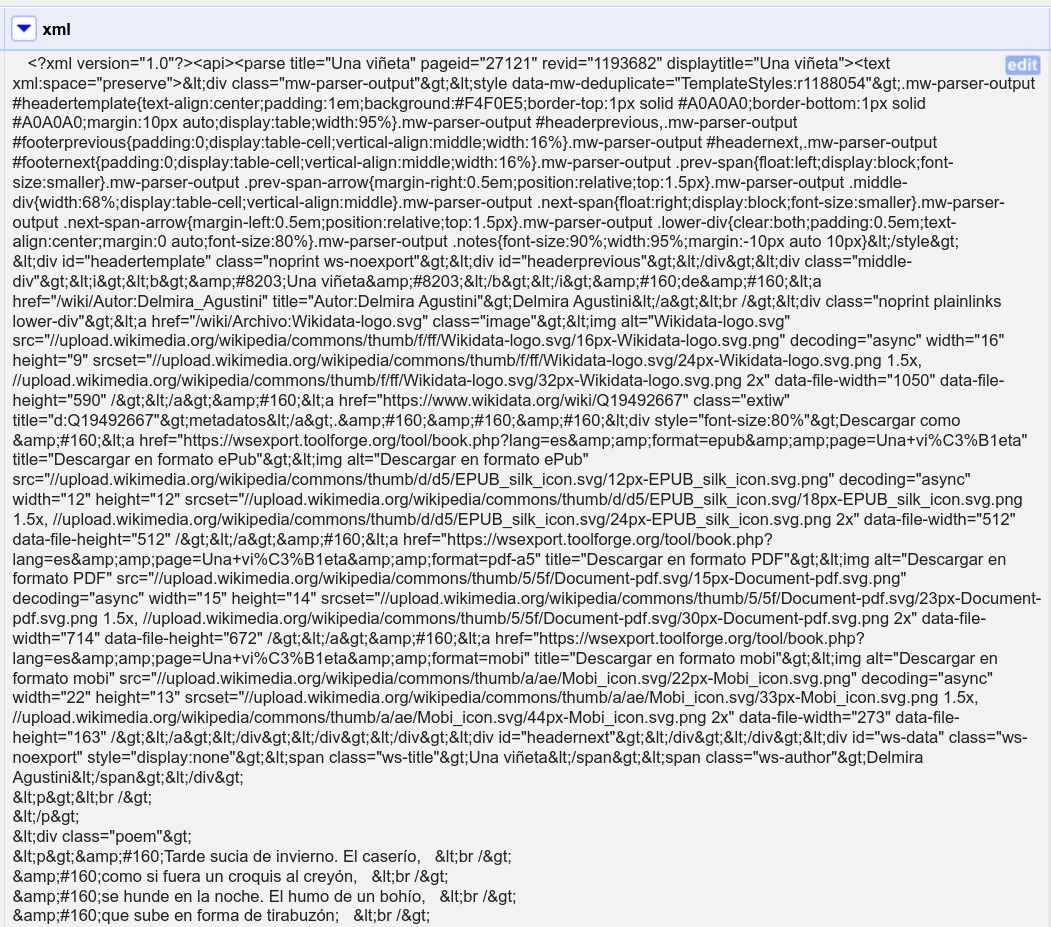 xml
<?xml version="1.0"?><api><parse title="Una viñeta" pageid="27121" revid="1193682" displaytitle="Una viñeta"><text
edit
xml:space="preserve">&lt;div class="mw-parser-output"&gt;&lt;style data-mw-deduplicate="TemplateStyles:r1188054"&gt;.mw-parser-output
#headertemplate{text-align:center;padding:1em;background:#F4F0E5;border-top:1px solid #A0A0A0;border-bottom:1px solid
#A0A0A0;margin:10px auto;display:table;width:95%}.mw-parser-output #headerprevious,.mw-parser-output
#footerprevious{padding:0;display:table-cell;vertical-align:middle;width:16%}.mw-parser-output #headernext,.mw-parser-output
#footernext{padding:0;display:table-cell;vertical-align:middle;width:16%}.mw-parser-output .prev-span{float:left;display:block;font-
size:smaller}.mw-parser-output .prev-span-arrow{margin-right:0.5em;position:relative;top:1.5px}.mw-parser-output .middle-
div{width:68%;display:table-cell;vertical-align:middle}.mw-parser-output .next-span{float:right;display:block;font-size:smaller}.mw-parser-
output .next-span-arrow{margin-left:0.5em;position:relative;top:1.5px}.mw-parser-output .lower-div{clear:both;padding:0.5em;text-
align:center;margin:0 auto;font-size:80%}.mw-parser-output .notes{font-size:90%;width:95%;margin:-10px auto 10px}&lt;/style&gt;
&lt;div id="headertemplate" class="noprint ws-noexport"&gt;&lt;div id="headerprevious"&gt;&lt;/div&gt;&lt;div class="middle-
div"&gt;&lt;i&gt;&lt;b&gt;&amp;#8203;Una viñeta&amp;#8203;&lt;/b&gt;&lt;/i&gt;&amp;#160;de&amp;#160;&lt;a
href="/wiki/Autor:Delmira_Agustini" title="Autor:Delmira Agustini"&gt;Delmira Agustini&lt;/a&gt;&lt;br /&gt;&lt;div class="noprint plainlinks
lower-div"&gt;&lt;a href="/wiki/Archivo:Wikidata-logo.svg" class="image"&gt;&lt;img alt="Wikidata-logo.svg"
src="//upload.wikimedia.org/wikipedia/commons/thumb/f/ff/Wikidata-logo.svg/16px-Wikidata-logo.svg.png" decoding="async" width="16"
height="9" srcset="//upload.wikimedia.org/wikipedia/commons/thumb/f/ff/Wikidata-logo.svg/24px-Wikidata-logo.svg.png 1.5x,
//upload.wikimedia.org/wikipedia/commons/thumb/f/ff/Wikidata-logo.svg/32px-Wikidata-logo.svg.png 2x" data-file-width="1050" data-file-
height="590" /&gt;&lt;/a&gt;&amp;#160;&lt;a href="https://www.wikidata.org/wiki/Q19492667" class="extiw"
title="d:Q19492667"&gt;metadatos&lt;/a&gt;.&amp;#160;&amp;#160;&amp;#160;&lt;div style="font-size:80%"&gt;Descargar como
&amp;#160;&lt;a href="https://wsexport.toolforge.org/tool/book.php?lang=es&amp;amp;format=epub&amp;amp;page=Una+vi%C3%B1eta"
title="Descargar en formato ePub"&gt;&lt;img alt="Descargar en formato ePub"
src="//upload.wikimedia.org/wikipedia/commons/thumb/d/d5/EPUB_silk_icon.svg/12px-EPUB_silk_icon.svg.png" decoding="async"
width="12" height="12" srcset="//upload.wikimedia.org/wikipedia/commons/thumb/d/d5/EPUB_silk_icon.svg/18px-EPUB_silk_icon.svg.png
1.5x, //upload.wikimedia.org/wikipedia/commons/thumb/d/d5/EPUB_silk_icon.svg/24px-EPUB_silk_icon.svg.png 2x" data-file-width="512"
data-file-height="512" /&gt;&lt;/a&gt;&amp;#160;&lt;a href="https://wsexport.toolforge.org/tool/book.php?
lang=es&amp;amp;page=Una+vi%C3%B1eta&amp;amp;format=pdf-a5" title="Descargar en formato PDF"&gt;&lt;img alt="Descargar en
formato PDF" src="//upload.wikimedia.org/wikipedia/commons/thumb/5/5f/Document-pdf.svg/15px-Document-pdf.svg.png"
decoding="async" width="15" height="14" srcset="//upload.wikimedia.org/wikipedia/commons/thumb/5/5f/Document-pdf.svg/23px-Document-
pdf.svg.png 1.5x, //upload.wikimedia.org/wikipedia/commons/thumb/5/5f/Document-pdf.svg/30px-Document-pdf.svg.png 2x" data-file-
width="714" data-file-height="672" /&gt;&lt;/a&gt;&amp;#160;&lt;a href="https://wsexport.toolforge.org/tool/book.php?
lang=es&amp;amp;page=Una+vi%C3%B1eta&amp;amp;format=mobi" title="Descargar en formato mobi"&gt;&lt;img alt="Descargar en
formato mobi" src="//upload.wikimedia.org/wikipedia/commons/thumb/a/ae/Mobi_icon.svg/22px-Mobi_icon.svg.png" decoding="async"
width="22" height="13" srcset="//upload.wikimedia.org/wikipedia/commons/thumb/a/ae/Mobi_icon.svg/33px-Mobi_icon.svg.png 1.5x,
//upload.wikimedia.org/wikipedia/commons/thumb/a/ae/Mobi_icon.svg/44px-Mobi_icon.svg.png 2x" data-file-width="273" data-file-
height="163" /&gt;&lt;/a&gt;&lt;/div&gt;&lt;/div&gt;&lt;/div&gt;&lt;div id="headernext"&gt;&lt;/div&gt;&lt;/div&gt;&lt;div id="ws-data" class="ws-
noexport" style="display:none"&gt;&lt;span class="ws-title"&gt;Una viñeta&lt;/span&gt;&lt;span class="ws-author"&gt;Delmira
Agustini&lt;/span&gt;&lt;/div&gt;
&lt;p&gt;&lt;br /&gt;
&lt;/p&gt;
&lt;div class="poem"&gt;
&lt;p&gt;&amp;#160;Tarde sucia de invierno. El caserío, &lt;br /&gt;
&amp;#160;como si fuera un croquis al creyón, &lt;br /&gt;
&amp;#160;se hunde en la noche. El humo de un bohío, &lt;br /&gt;
&amp;#160;que sube en forma de tirabuzón; &lt;br /&gt;